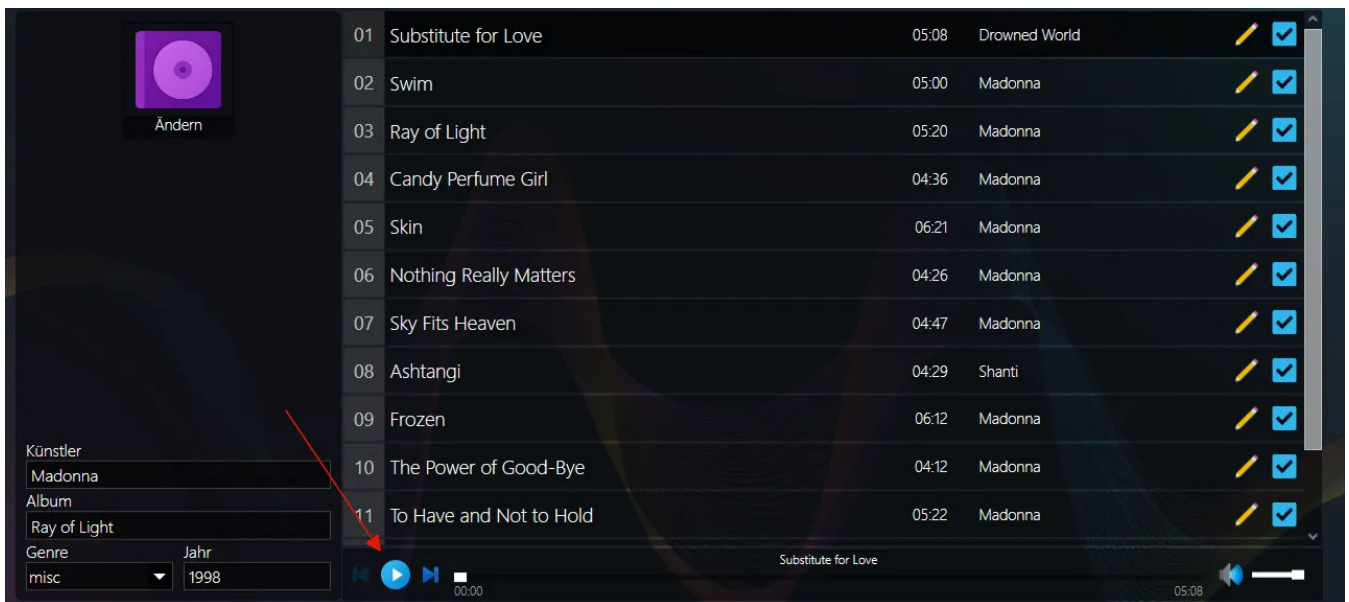 Ändern
Künstler
Madonna
Album
Ray of Light
Genre Jahr
misc 1998
01 Substitute for Love 05:08 Drowned World
02 Swim 05:00 Madonna
03 Ray of Light 05:20 Madonna
04 Candy Perfume Girl 04:36 Madonna
05 Skin 06:21 Madonna
06 Nothing Really Matters 04:26 Madonna
07 Sky Fits Heaven 04:47 Madonna
08 Ashtangi 04:29 Shanti
09 Frozen 06:12 Madonna
10 The Power of Good-Bye 04:12 Madonna
11 To Have and Not to Hold 05:22 Madonna
Substitute for Love
00:00 05:08